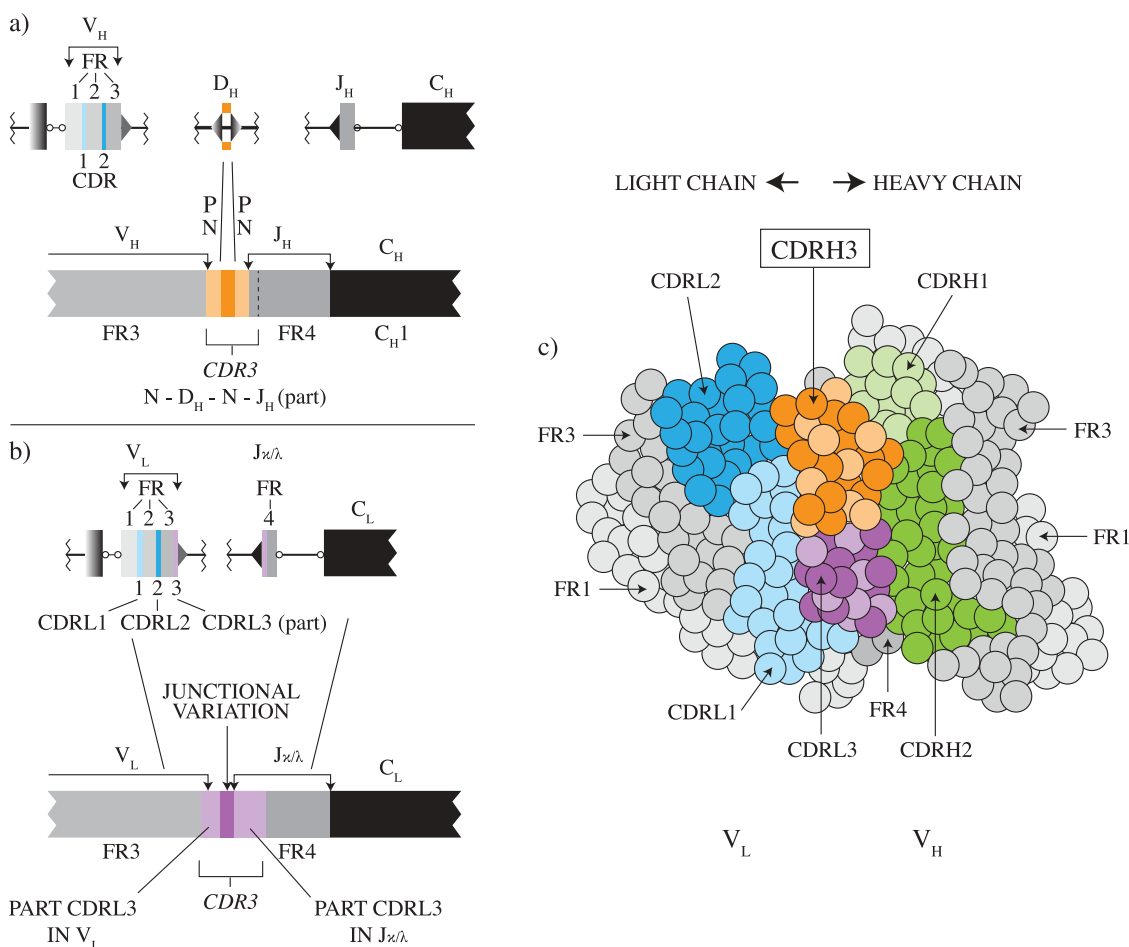 a)
V_H
FR
1 2 3
D_H
J_H
C_H
1 2
CDR
P P
N N
V_H
J_H
C_H
FR3
FR4
C_H1
CDR3
N - D_H - N - J_H (part)
b)
V_L
Jϰ/λ
FR
FR
1 2 3
4
C_L
1 2 3
CDRL1 CDRL2 CDRL3 (part)
JUNCTIONAL
VARIATION
V_L
Jϰ/λ
C_L
FR3
FR4
CDR3
PART CDRL3
IN V_L
PART CDRL3
IN Jϰ/λ
c)
LIGHT CHAIN
HEAVY CHAIN
CDRH3
CDRL2
CDRH1
FR3
FR3
FR1
FR1
CDRL1
FR4
CDRL3
CDRH2
V_L
V_H